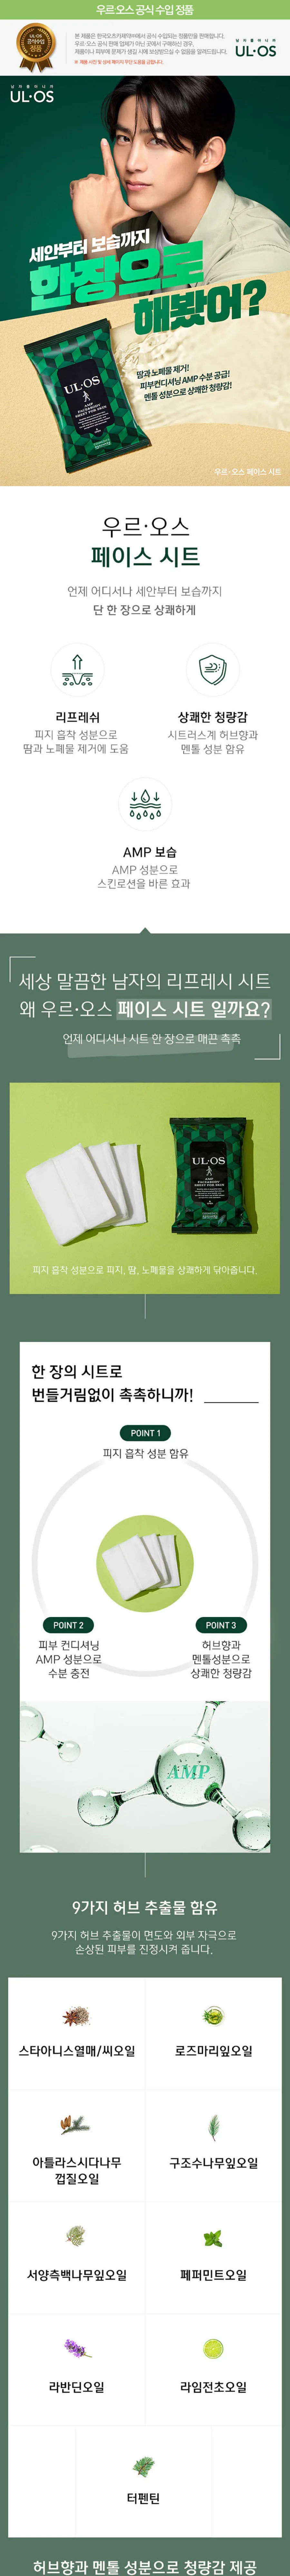 우르오스 공식 수입 정품
UL·OS
공식수입
정품
본 제품은 한국오츠카제약㈜에서 공식 수입되는 정품만을 판매합니다.
우르·오스 공식 판매 업체가 아닌 곳에서 구매하신 경우,
제품이나 피부에 문제가 생길 시에 보상받으실 수 없음을 알려드립니다.
※ 제품 사진 및 상세 페이지 무단 도용을 금합니다.
UL·OS
UL·OS
세안부터 보습까지
한장으로
해봤어?
UL·OS
땀과 노폐물 제거!
피부컨디셔닝 AMP 수분 공급!
멘톨 성분으로 상쾌한 청량감!
우르·오스 페이스 시트
우르·오스
페이스 시트
언제 어디서나 세안부터 보습까지
단 한 장으로 상쾌하게
리프레쉬
피지 흡착 성분으로
땀과 노폐물 제거에 도움
상쾌한 청량감
시트러스계 허브향과
멘톨 성분 함유
AMP 보습
AMP 성분으로
스킨로션을 바른 효과
세상 말끔한 남자의 리프레시 시트
왜 우르·오스 페이스 시트 일까요?
언제 어디서나 시트 한 장으로 매끈 촉촉
UL·OS
피지 흡착 성분으로 피지, 땀, 노폐물을 상쾌하게 닦아줍니다.
한 장의 시트로
번들거림없이 촉촉하니까!
POINT 1
피지 흡착 성분 함유
POINT 2
피부 컨디셔닝
AMP 성분으로
수분 충전
POINT 3
허브향과
멘톨성분으로
상쾌한 청량감
AMP
9가지 허브 추출물 함유
9가지 허브 추출물이 면도와 외부 자극으로
손상된 피부를 진정시켜 줍니다.
스타아니스열매/씨오일
로즈마리잎오일
아틀라스시다나무
껍질오일
구조수나무잎오일
서양측백나무잎오일
페퍼민트오일
라반딘오일
라임전초오일
터펜틴
허브향과 멘톨 성분으로 청량감 제공